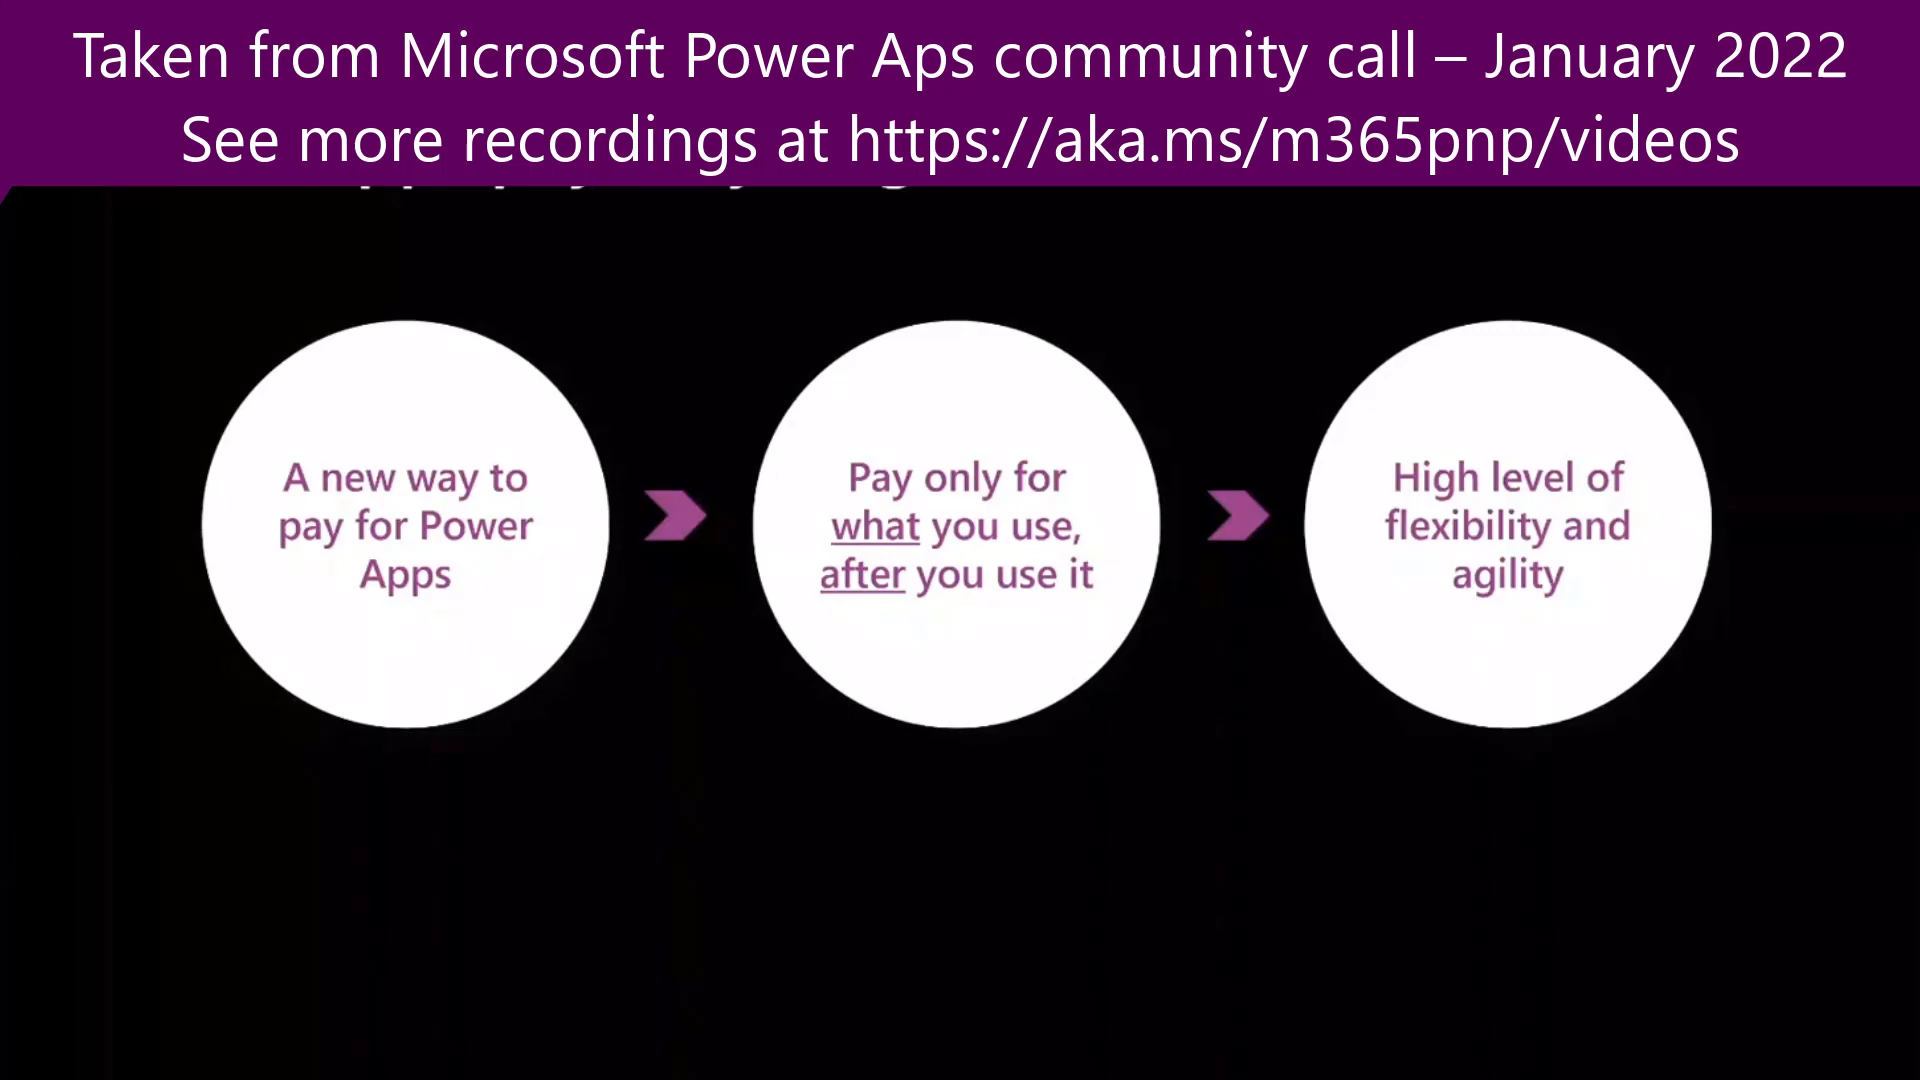 Taken from Microsoft Power Aps community call – January 2022
See more recordings at https://aka.ms/m365pnp/videos
A new way to
pay for Power
Apps
Pay only for
what you use,
after you use it
High level of
flexibility and
agility